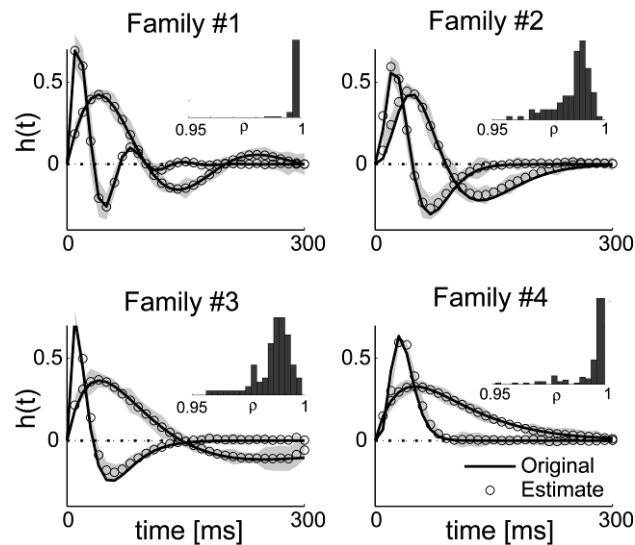 Family #1
Family #2
h(t)
0.5
0
0.95 ρ 1
0.5
0
0.95 ρ 1
0 300
0 300
Family #3
Family #4
h(t)
0.5
0
0.95 ρ 1
0.5
0
0.95 ρ 1
Original
Estimate
0 300
0 300
time [ms]
time [ms]